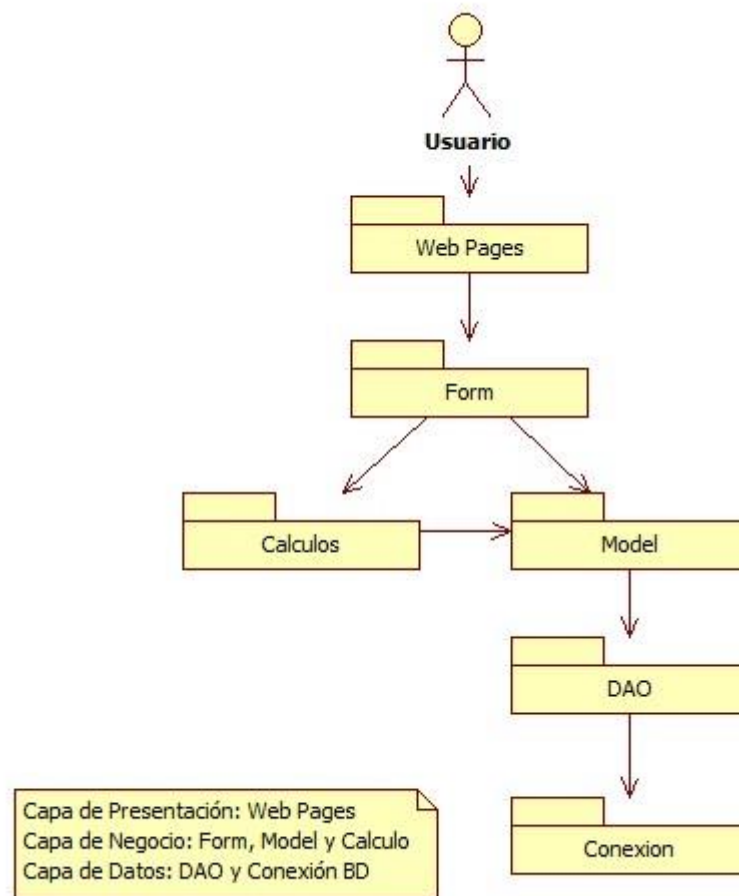 Usuario
Web Pages
Form
Calculos
Model
DAO
Conexion
Capa de Presentación: Web Pages
Capa de Negocio: Form, Model y Calculo
Capa de Datos: DAO y Conexión BD